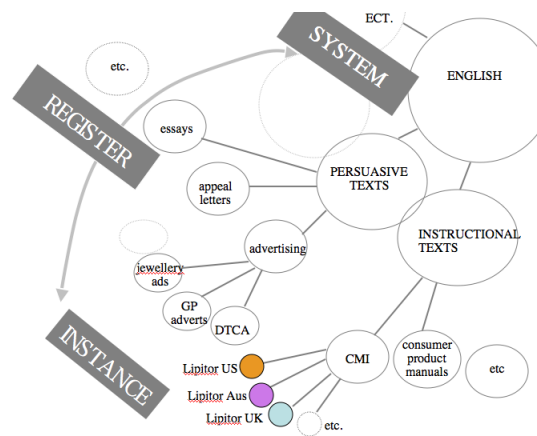 ECT.
SYSTEM
etc.
ENGLISH
REGISTER
essays
PERSUASIVE
TEXTS
appeal
letters
INSTRUCTIONAL
TEXTS
advertising
jewellery
ads
GP
adverts
DTCA
INSTANCE
CMI
consumer
product
manuals
etc
Lipitor US
Lipitor Aus
Lipitor UK
etc.